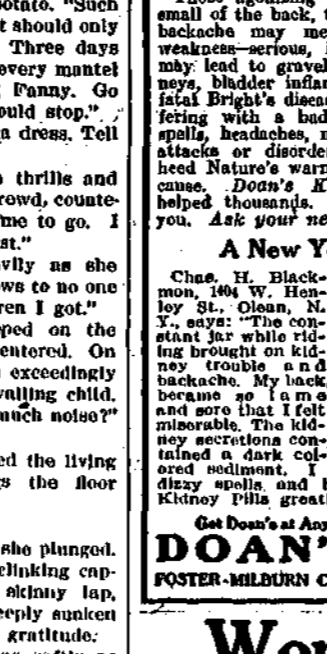 potato. "Such
t should only
Three days
every mantel
Fanny. Go
ould stop."
a dress. Tell
thrills and
rowd, counte-
me to go. I
st."
vily as she
ws to no one
ren I got."
ped on the
entered. On
exceedingly
vailing child.
much noise?"
ed the living
s the floor
she plunged.
clinking cap-
skinny lap,
eeply sunken
gratitude:
small of the back,
backache may me
weakness—serious,
may lead to gravel
neys, bladder inflam
fatal Bright's disea
fering with a bad
spells, headaches,
attacks or disorde
heed Nature's warn
cause. Doan's K
helped thousands.
you. Ask your ne
A New Y
Chas. H. Black-
mon, 1404 W. Hen-
ley St., Olean, N.
Y., says: "The con-
stant jar while rid-
ing brought on kid-
ney trouble and
backache. My back
became so lame
and sore that I felt
miserable. The kid-
ney secretions con-
tained a dark col-
ored sediment. I
dizzy spells and
Kidney Pills great
Get Doan's at Any
DOAN'
FOSTER-MILBURN C
Wo